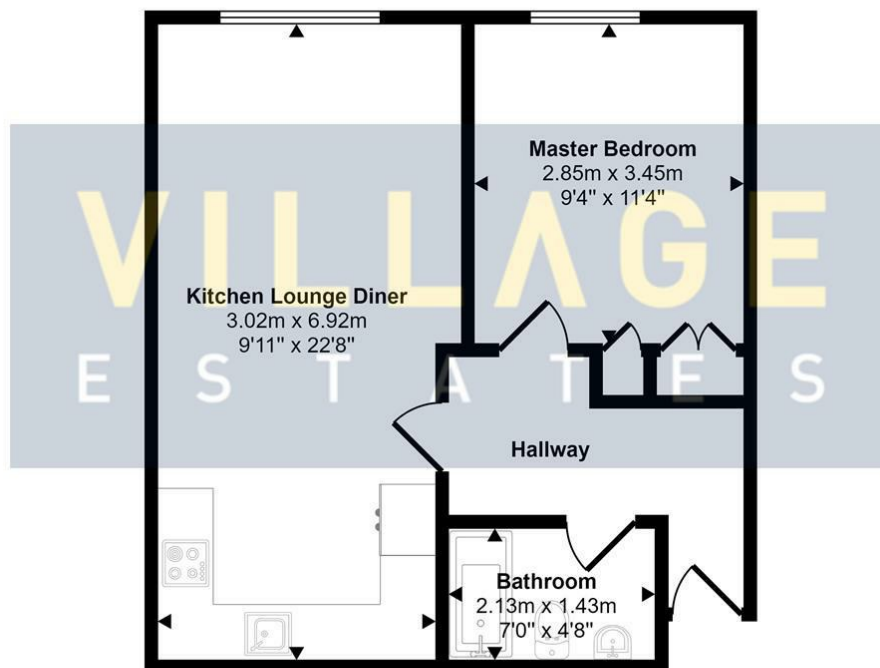 Master Bedroom
2.85m x 3.45m
9'4" x 11'4"
VILLAGE
Kitchen Lounge Diner
3.02m x 6.92m
9'11" x 22'8"
ESTATES
Hallway
Bathroom
2.13m x 1.43m
7'0" x 4'8"